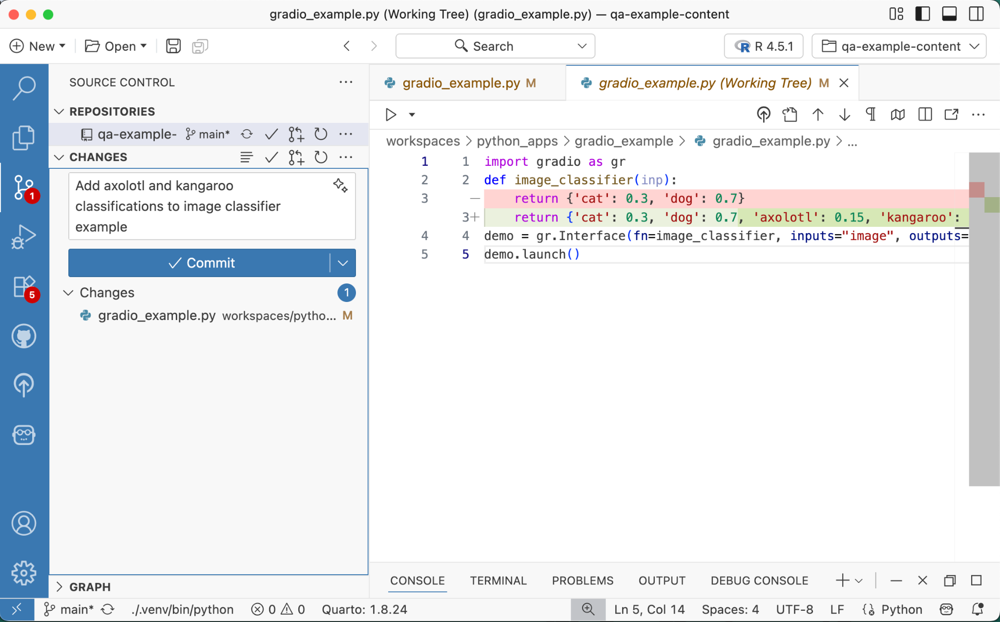 gradio_example.py (Working Tree) (gradio_example.py) — qa-example-content
New
Open
Search
R 4.5.1
qa-example-content
SOURCE CONTROL
REPOSITORIES
qa-example- main*
CHANGES
Add axolotl and kangaroo
classifications to image classifier
example
Commit
Changes 1
gradio_example.py workspaces/pytho... M
GRAPH
1
5
gradio_example.py M
gradio_example.py (Working Tree) M
workspaces > python_apps > gradio_example > gradio_example.py > ...
1 1 import gradio as gr
2 2 def image_classifier(inp):
3 — return {'cat': 0.3, 'dog': 0.7}
3+ return {'cat': 0.3, 'dog': 0.7, 'axolotl': 0.15, 'kangaroo':
4 4 demo = gr.Interface(fn=image_classifier, inputs="image", outputs=
5 5 demo.launch()
CONSOLE TERMINAL PROBLEMS OUTPUT DEBUG CONSOLE
main* ./.venv/bin/python 0 0 Quarto: 1.8.24 Ln 5, Col 14 Spaces: 4 UTF-8 LF Python